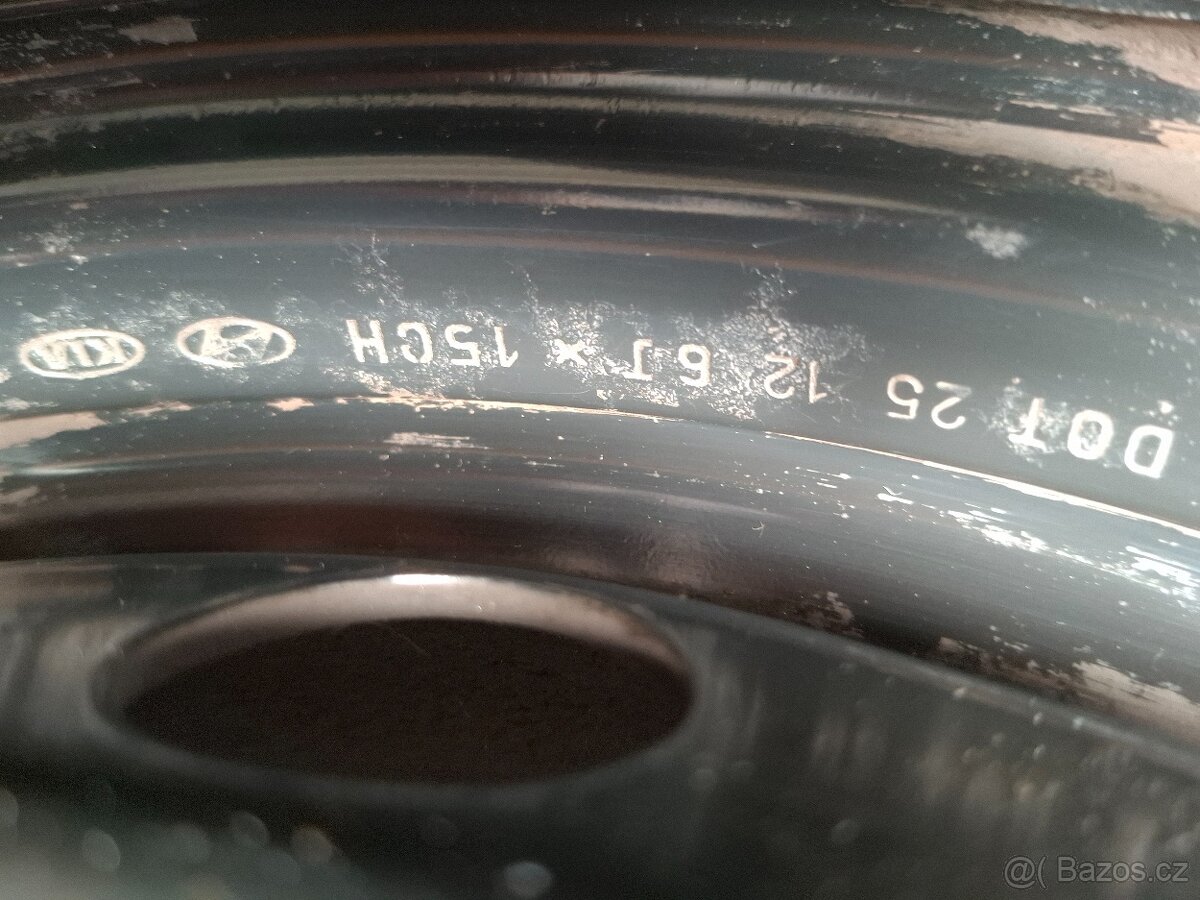 DOT 25 12 6J × 15CH KIA
@( Bazos.cz